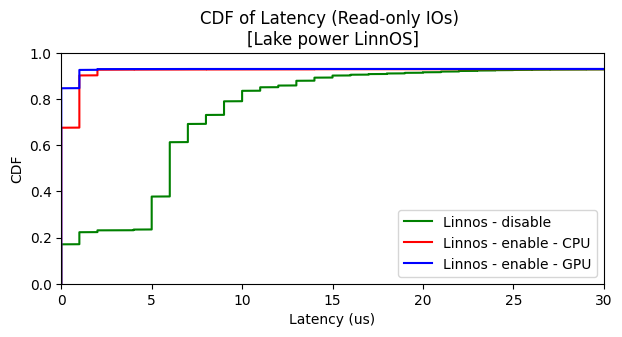 CDF of Latency (Read-only IOs)
[Lake power LinnOS]
1.0
0.8
0.6
0.4
0.2
0.0
CDF
Linnos - disable
Linnos - enable - CPU
Linnos - enable - GPU
0 5 10 15 20 25 30
Latency (us)